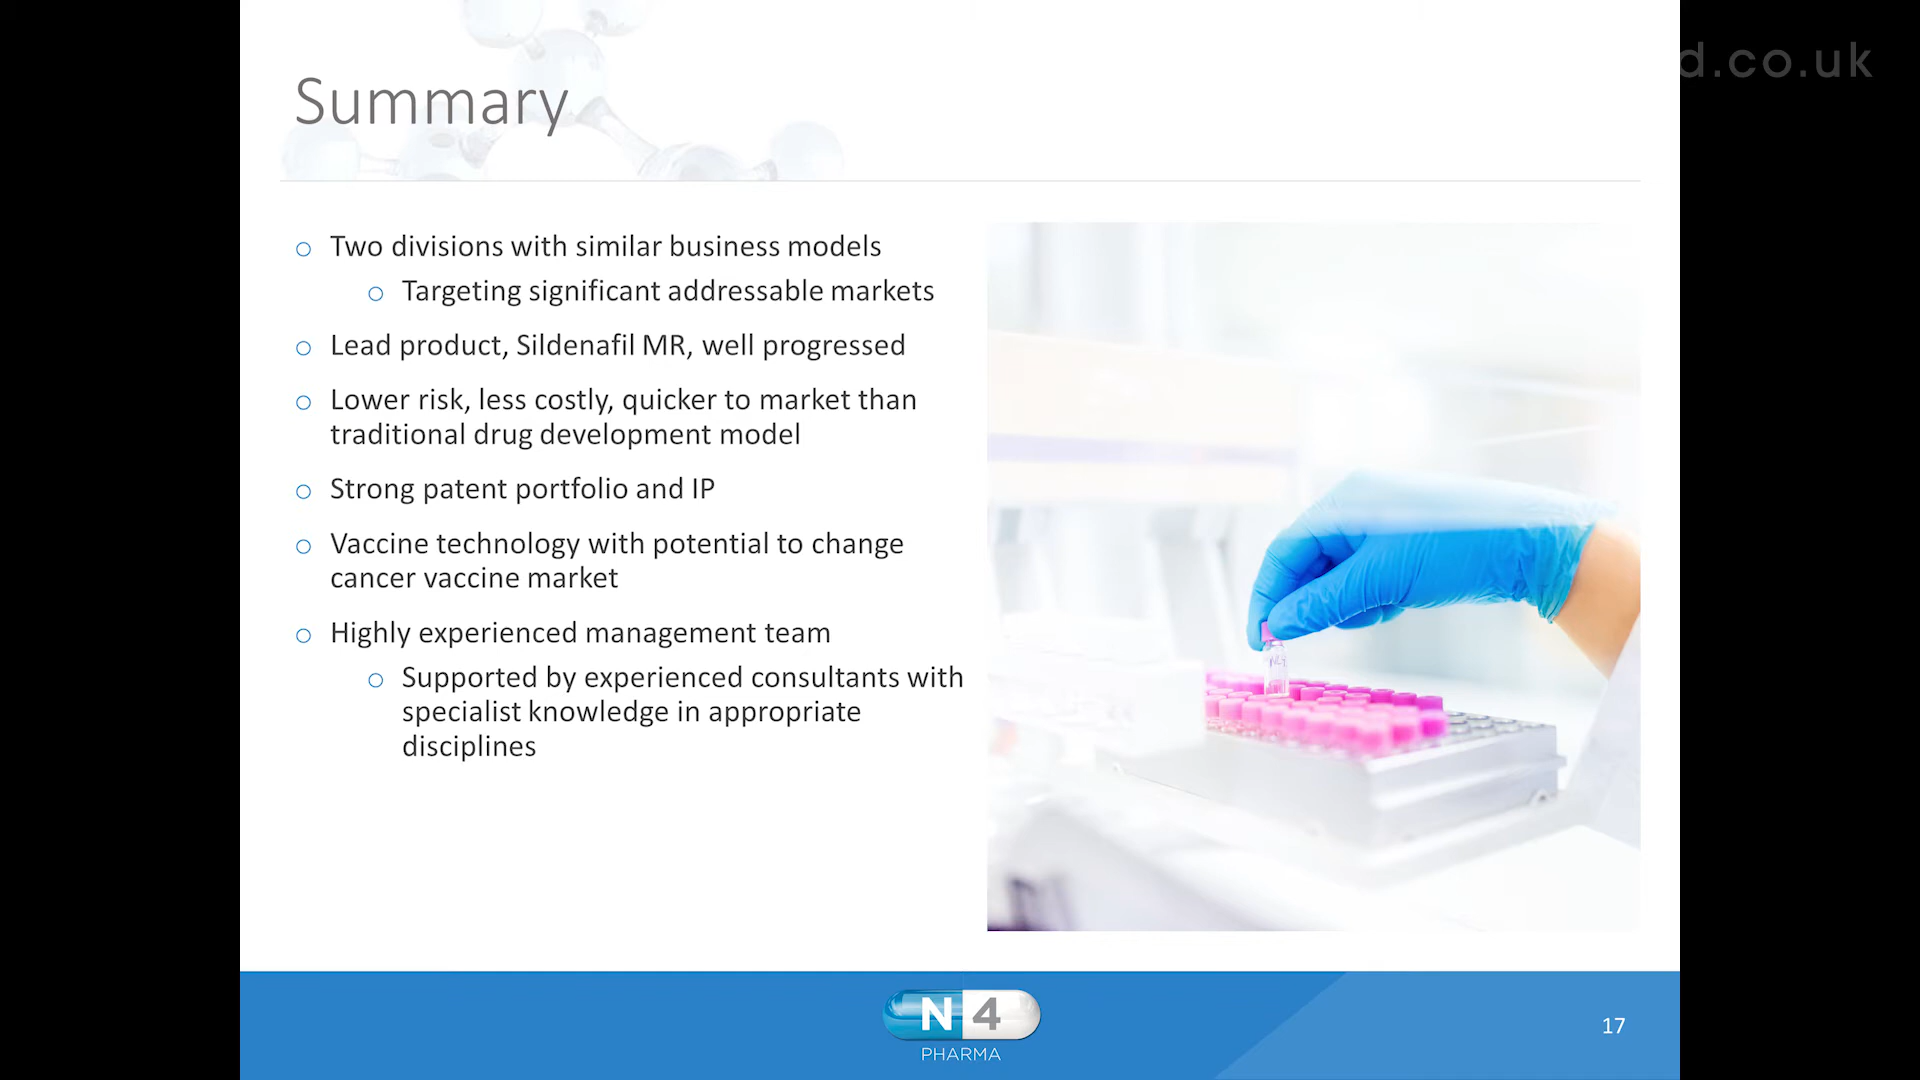 d.co.uk
Summary
o Two divisions with similar business models
o Targeting significant addressable markets
o Lead product, Sildenafil MR, well progressed
o Lower risk, less costly, quicker to market than
traditional drug development model
o Strong patent portfolio and IP
o Vaccine technology with potential to change
cancer vaccine market
o Highly experienced management team
o Supported by experienced consultants with
specialist knowledge in appropriate
disciplines
N4
PHARMA
17